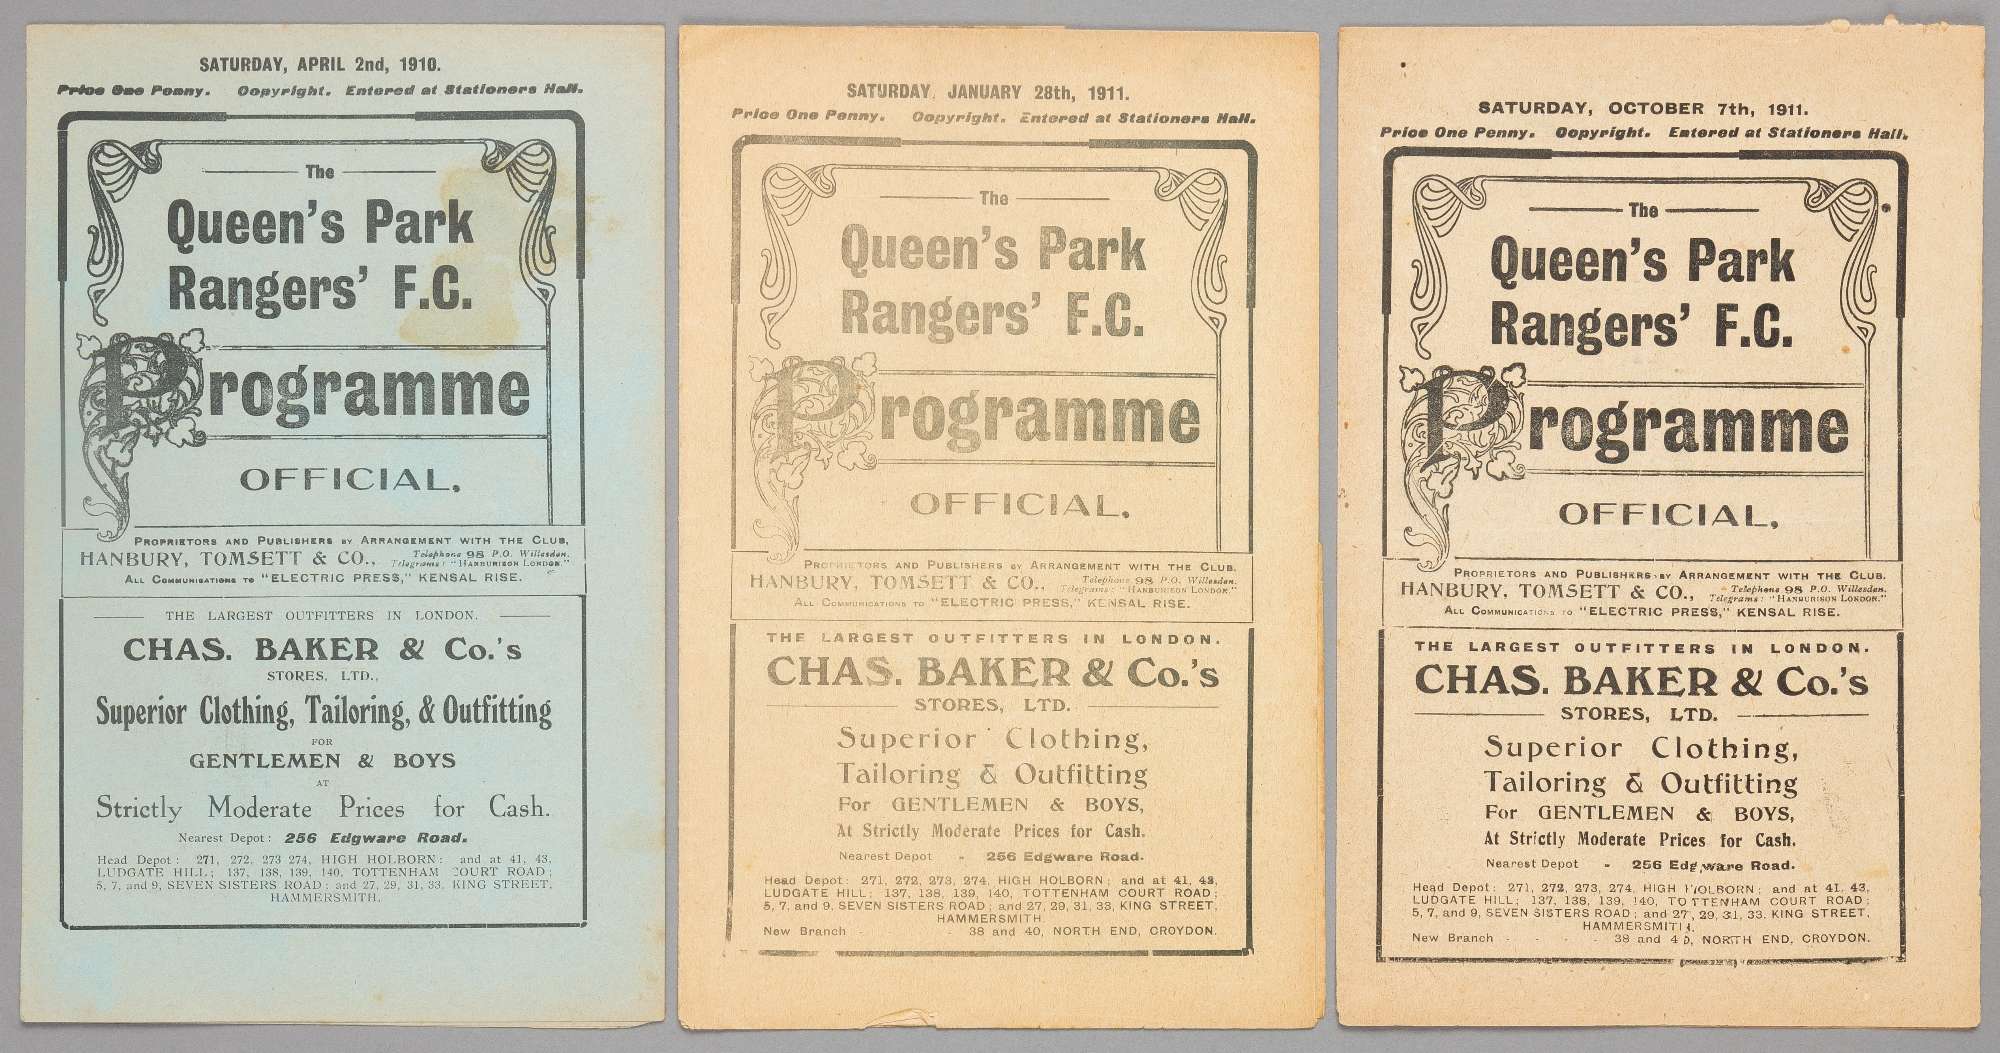 SATURDAY, APRIL 2nd, 1910.
Price One Penny. Copyright. Entered at Stationers Hall.
The
Queen's Park
Rangers' F.C.
Programme
OFFICIAL.
PROPRIETORS AND PUBLISHERS BY ARRANGEMENT WITH THE CLUB,
HANBURY, TOMSETT & CO., Telephone 98 P.O. Willesden.
Telegrams: "HANBURISON LONDON."
ALL COMMUNICATIONS TO "ELECTRIC PRESS," KENSAL RISE.
THE LARGEST OUTFITTERS IN LONDON.
CHAS. BAKER & Co.'s
STORES, LTD.,
Superior Clothing, Tailoring, & Outfitting
FOR
GENTLEMEN & BOYS
AT
Strictly Moderate Prices for Cash.
Nearest Depot: 256 Edgware Road.
Head Depot: 271, 272, 273 274, HIGH HOLBORN: and at 41, 43,
LUDGATE HILL; 137, 138, 139, 140, TOTTENHAM COURT ROAD;
5, 7, and 9, SEVEN SISTERS ROAD: and 27, 29, 31, 33, KING STREET,
HAMMERSMITH.
SATURDAY, JANUARY 28th, 1911.
Price One Penny. Copyright. Entered at Stationers Hall.
The
Queen's Park
Rangers' F.C.
Programme
OFFICIAL.
PROPRIETORS AND PUBLISHERS BY ARRANGEMENT WITH THE CLUB.
HANBURY, TOMSETT & CO., Telephone 98 P.O. Willesden.
Telegrams: "HANBURISON LONDON."
ALL COMMUNICATIONS TO "ELECTRIC PRESS," KENSAL RISE.
THE LARGEST OUTFITTERS IN LONDON.
CHAS. BAKER & Co.'s
STORES, LTD.
Superior Clothing,
Tailoring & Outfitting
For GENTLEMEN & BOYS,
At Strictly Moderate Prices for Cash.
Nearest Depot - 256 Edgware Road.
Head Depot: 271, 272, 273, 274, HIGH HOLBORN; and at 41, 43,
LUDGATE HILL; 137, 138, 139, 140, TOTTENHAM COURT ROAD;
5, 7, and 9, SEVEN SISTERS ROAD; and 27, 29, 31, 33, KING STREET,
HAMMERSMITH.
New Branch - - 38 and 40, NORTH END, CROYDON.
SATURDAY, OCTOBER 7th, 1911.
Price One Penny. Copyright. Entered at Stationers Hall.
The
Queen's Park
Rangers' F.C.
Programme
OFFICIAL.
PROPRIETORS AND PUBLISHERS BY ARRANGEMENT WITH THE CLUB.
HANBURY, TOMSETT & CO., Telephone 98 P.O. Willesden.
Telegrams: "HANBURISON LONDON."
ALL COMMUNICATIONS TO "ELECTRIC PRESS," KENSAL RISE.
THE LARGEST OUTFITTERS IN LONDON.
CHAS. BAKER & Co.'s
STORES, LTD.
Superior Clothing,
Tailoring & Outfitting
For GENTLEMEN & BOYS,
At Strictly Moderate Prices for Cash.
Nearest Depot - 256 Edgware Road.
Head Depot: 271, 272, 273, 274, HIGH HOLBORN; and at 41, 43,
LUDGATE HILL; 137, 138, 139, 140, TOTTENHAM COURT ROAD;
5, 7, and 9, SEVEN SISTERS ROAD; and 27, 29, 31, 33, KING STREET,
HAMMERSMITH.
New Branch - - - - 38 and 40, NORTH END, CROYDON.